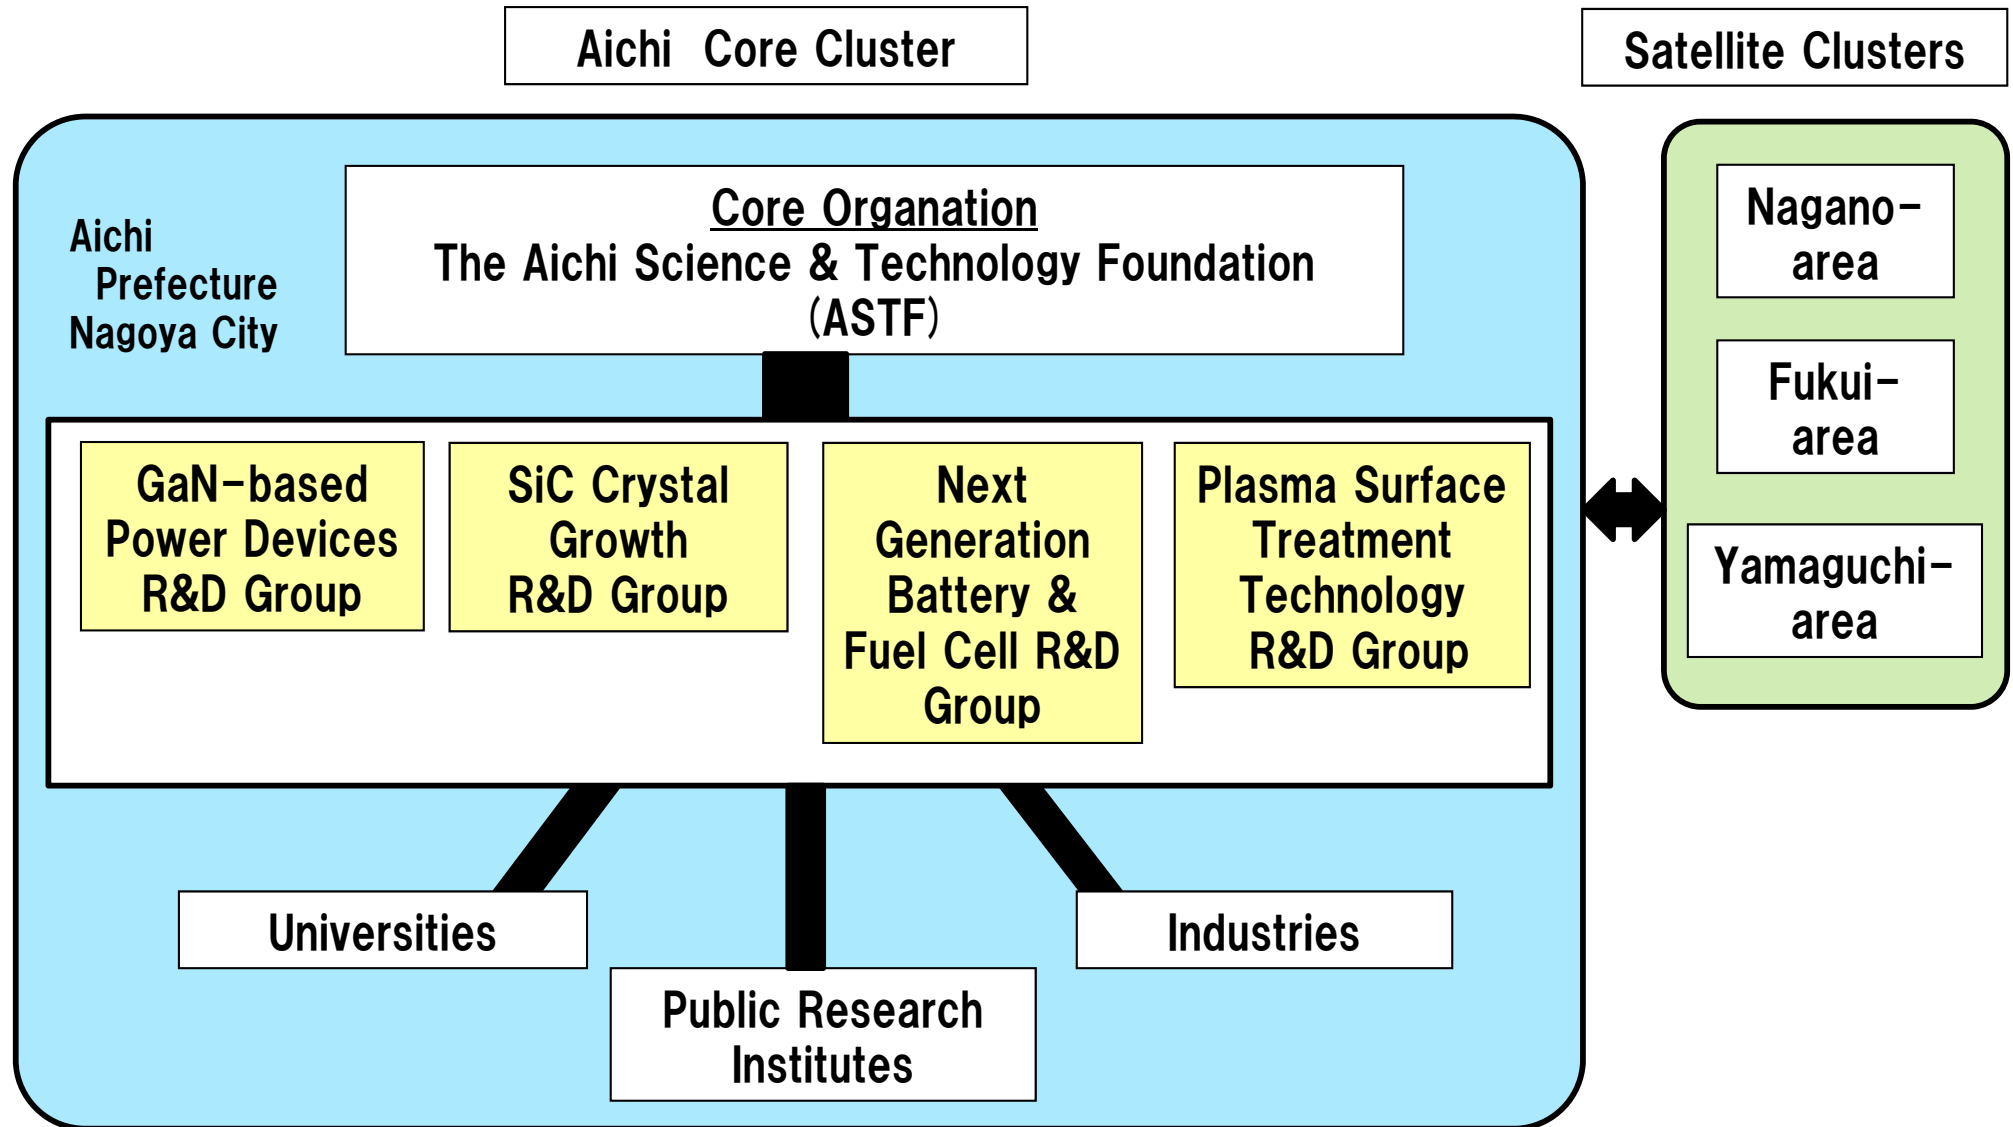 Aichi Core Cluster
Satellite Clusters
Aichi
Prefecture
Nagoya City
Core Organation
The Aichi Science & Technology Foundation
(ASTF)
GaN-based
Power Devices
R&D Group
SiC Crystal
Growth
R&D Group
Next
Generation
Battery &
Fuel Cell R&D
Group
Plasma Surface
Treatment
Technology
R&D Group
Universities
Public Research
Institutes
Industries
Nagano-
area
Fukui-
area
Yamaguchi-
area